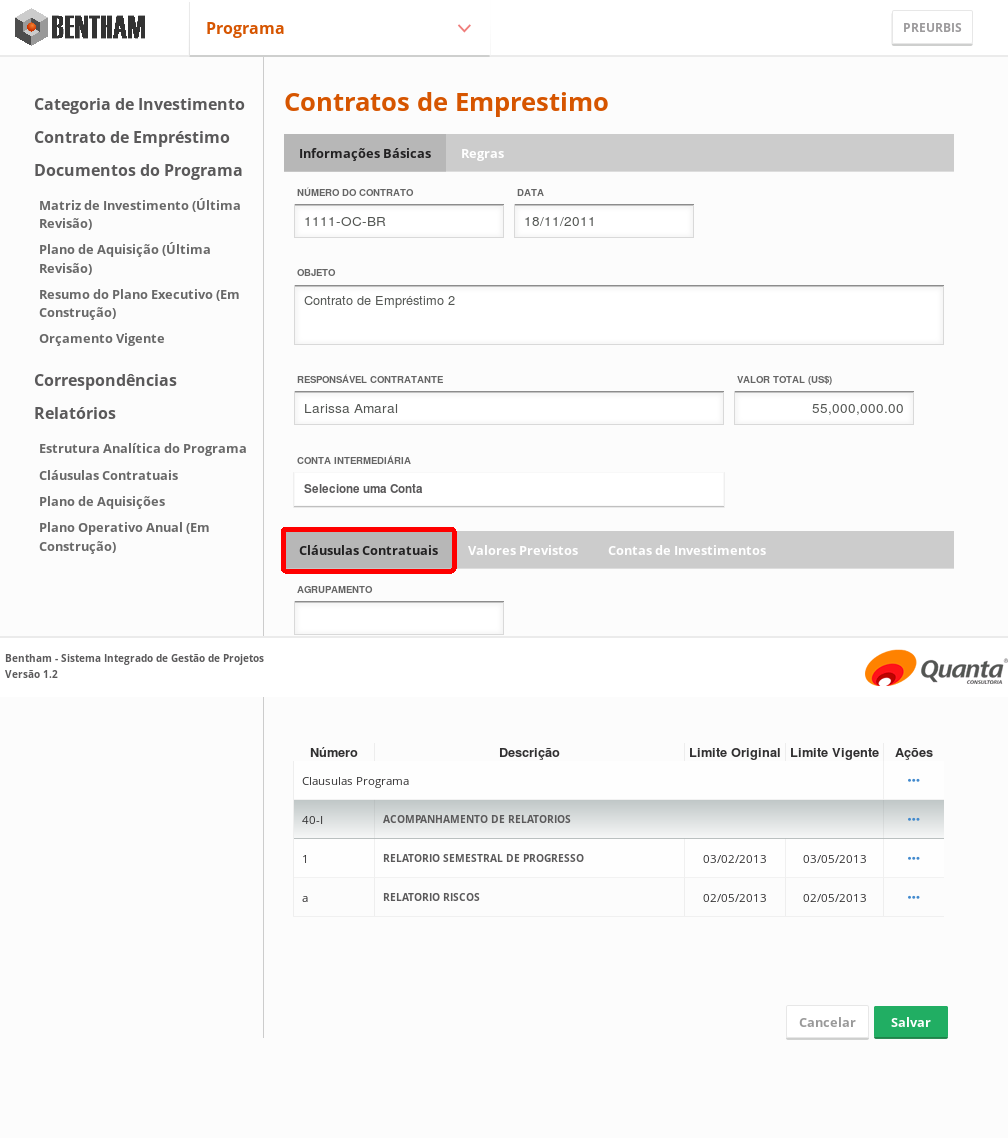 BENTHAM
Programa
PREURBIS
Categoria de Investimento
Contrato de Empréstimo
Documentos do Programa
Matriz de Investimento (Última
Revisão)
Plano de Aquisição (Última
Revisão)
Resumo do Plano Executivo (Em
Construção)
Orçamento Vigente
Correspondências
Relatórios
Estrutura Analítica do Programa
Cláusulas Contratuais
Plano de Aquisições
Plano Operativo Anual (Em
Construção)
Contratos de Emprestimo
Informações Básicas Regras
NÚMERO DO CONTRATO DATA
1111-OC-BR 18/11/2011
OBJETO
Contrato de Empréstimo 2
RESPONSÁVEL CONTRATANTE VALOR TOTAL (US$)
Larissa Amaral 55,000,000.00
CONTA INTERMEDIÁRIA
Selecione uma Conta
Cláusulas Contratuais Valores Previstos Contas de Investimentos
AGRUPAMENTO
Bentham - Sistema Integrado de Gestão de Projetos
Versão 1.2
Quanta®
CONSULTORIA
Número Descrição Limite Original Limite Vigente Ações
Clausulas Programa ...
40-I ACOMPANHAMENTO DE RELATORIOS ...
1 RELATORIO SEMESTRAL DE PROGRESSO 03/02/2013 03/05/2013 ...
a RELATORIO RISCOS 02/05/2013 02/05/2013 ...
Cancelar Salvar